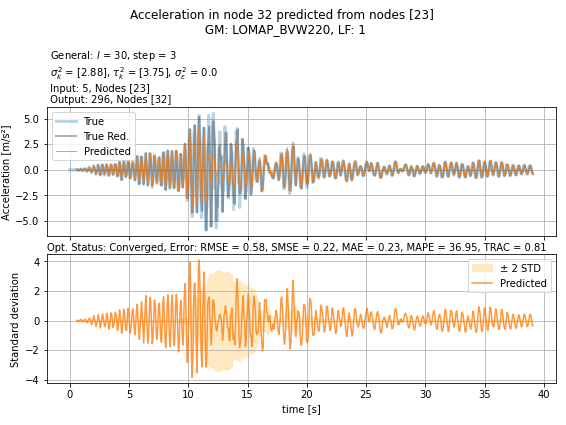 Acceleration in node 32 predicted from nodes [23]
GM: LOMAP_BVW220, LF: 1
General: l = 30, step = 3
σ²ₖ = [2.88], τ²ₖ = [3.75], σ²ε = 0.0
Input: 5, Nodes [23]
Output: 296, Nodes [32]
Acceleration [m/s²]
5.0
2.5
0.0
−2.5
−5.0
True
True Red.
Predicted
Opt. Status: Converged, Error: RMSE = 0.58, SMSE = 0.22, MAE = 0.23, MAPE = 36.95, TRAC = 0.81
Standard deviation
4
2
0
−2
−4
± 2 STD
Predicted
0 5 10 15 20 25 30 35 40
time [s]